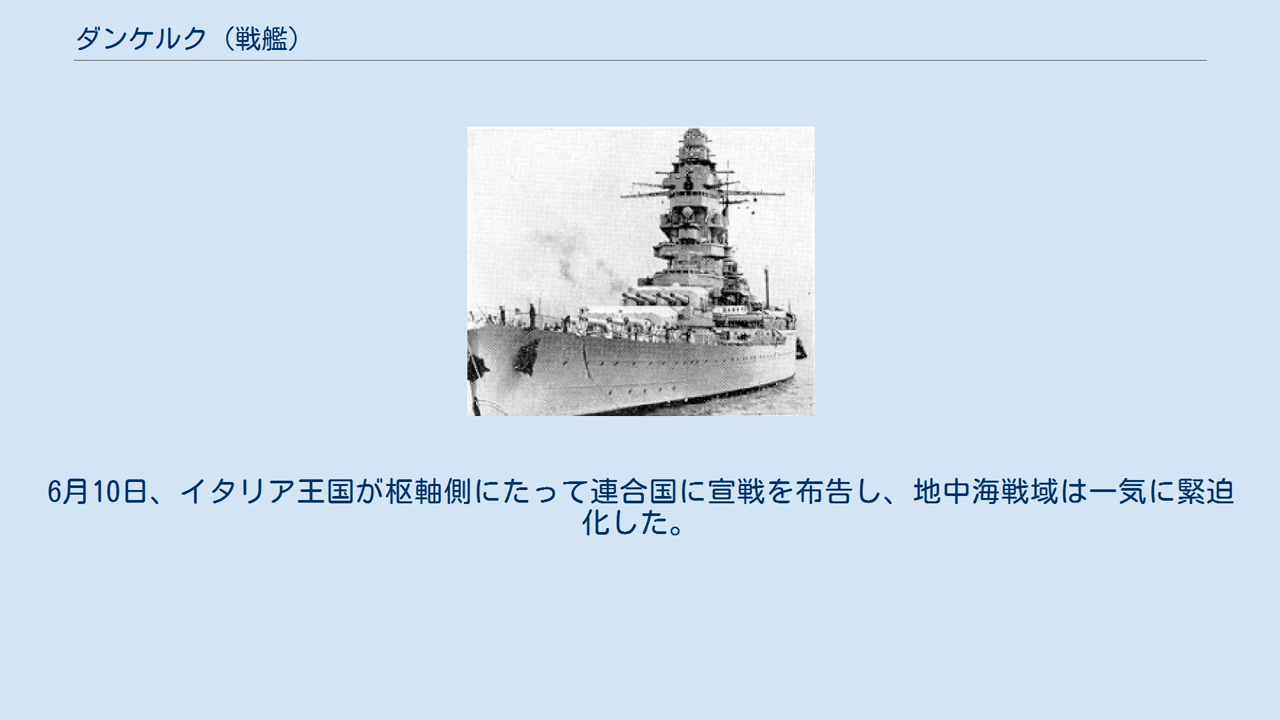 ダンケルク（戦艦）
6月10日、イタリア王国が枢軸側にたって連合国に宣戦を布告し、地中海戦域は一気に緊迫
化した。